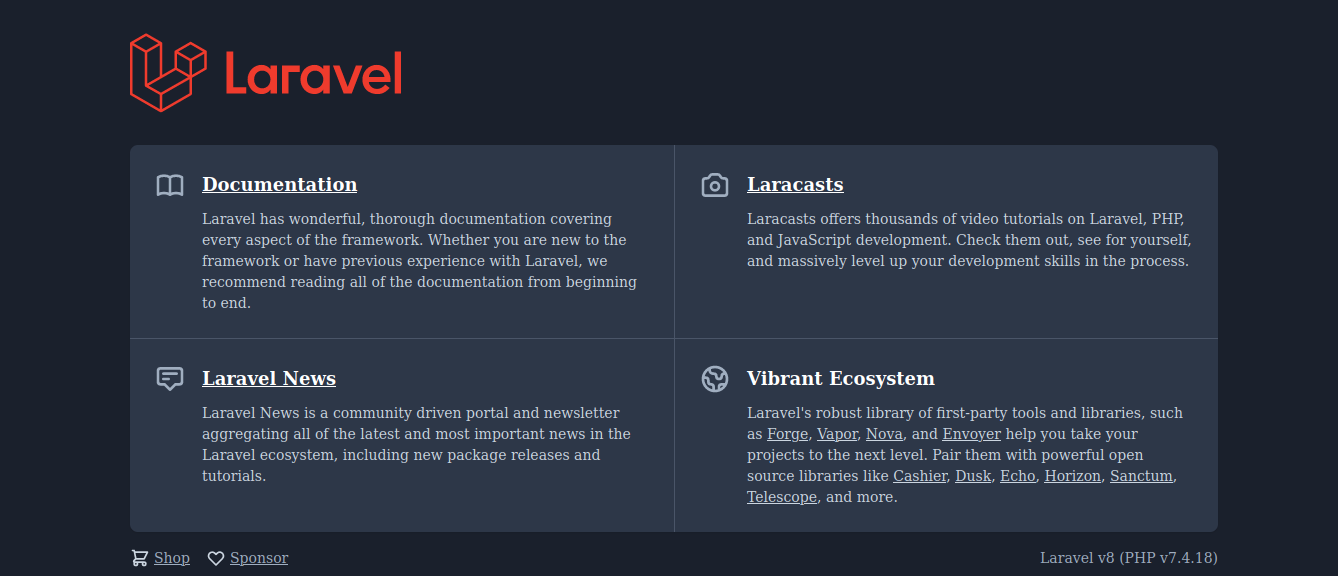 Laravel
Documentation
Laravel has wonderful, thorough documentation covering
every aspect of the framework. Whether you are new to the
framework or have previous experience with Laravel, we
recommend reading all of the documentation from beginning
to end.
Laracasts
Laracasts offers thousands of video tutorials on Laravel, PHP,
and JavaScript development. Check them out, see for yourself,
and massively level up your development skills in the process.
Laravel News
Laravel News is a community driven portal and newsletter
aggregating all of the latest and most important news in the
Laravel ecosystem, including new package releases and
tutorials.
Vibrant Ecosystem
Laravel's robust library of first-party tools and libraries, such
as Forge, Vapor, Nova, and Envoyer help you take your
projects to the next level. Pair them with powerful open
source libraries like Cashier, Dusk, Echo, Horizon, Sanctum,
Telescope, and more.
Shop Sponsor
Laravel v8 (PHP v7.4.18)